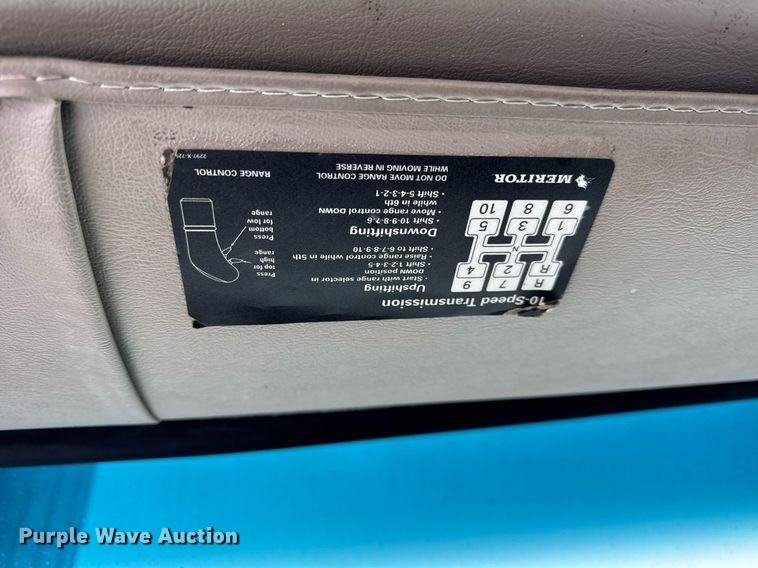 10-Speed Transmission
R 7 9
R 2 4
N
1 3 5
6 8 10
MERITOR
Upshifting
• Start with range selector in
DOWN position
• Shift 1-2-3-4-5
• Raise range control while in 5th
• Shift to 6-7-8-9-10
Downshifting
• Shift 10-9-8-7-6
• Move range control DOWN
while in 6th
• Shift 5-4-3-2-1
DO NOT MOVE RANGE CONTROL
WHILE MOVING IN REVERSE
Press
top for
high
range
Press
bottom
for low
range
RANGE CONTROL
Purple Wave Auction